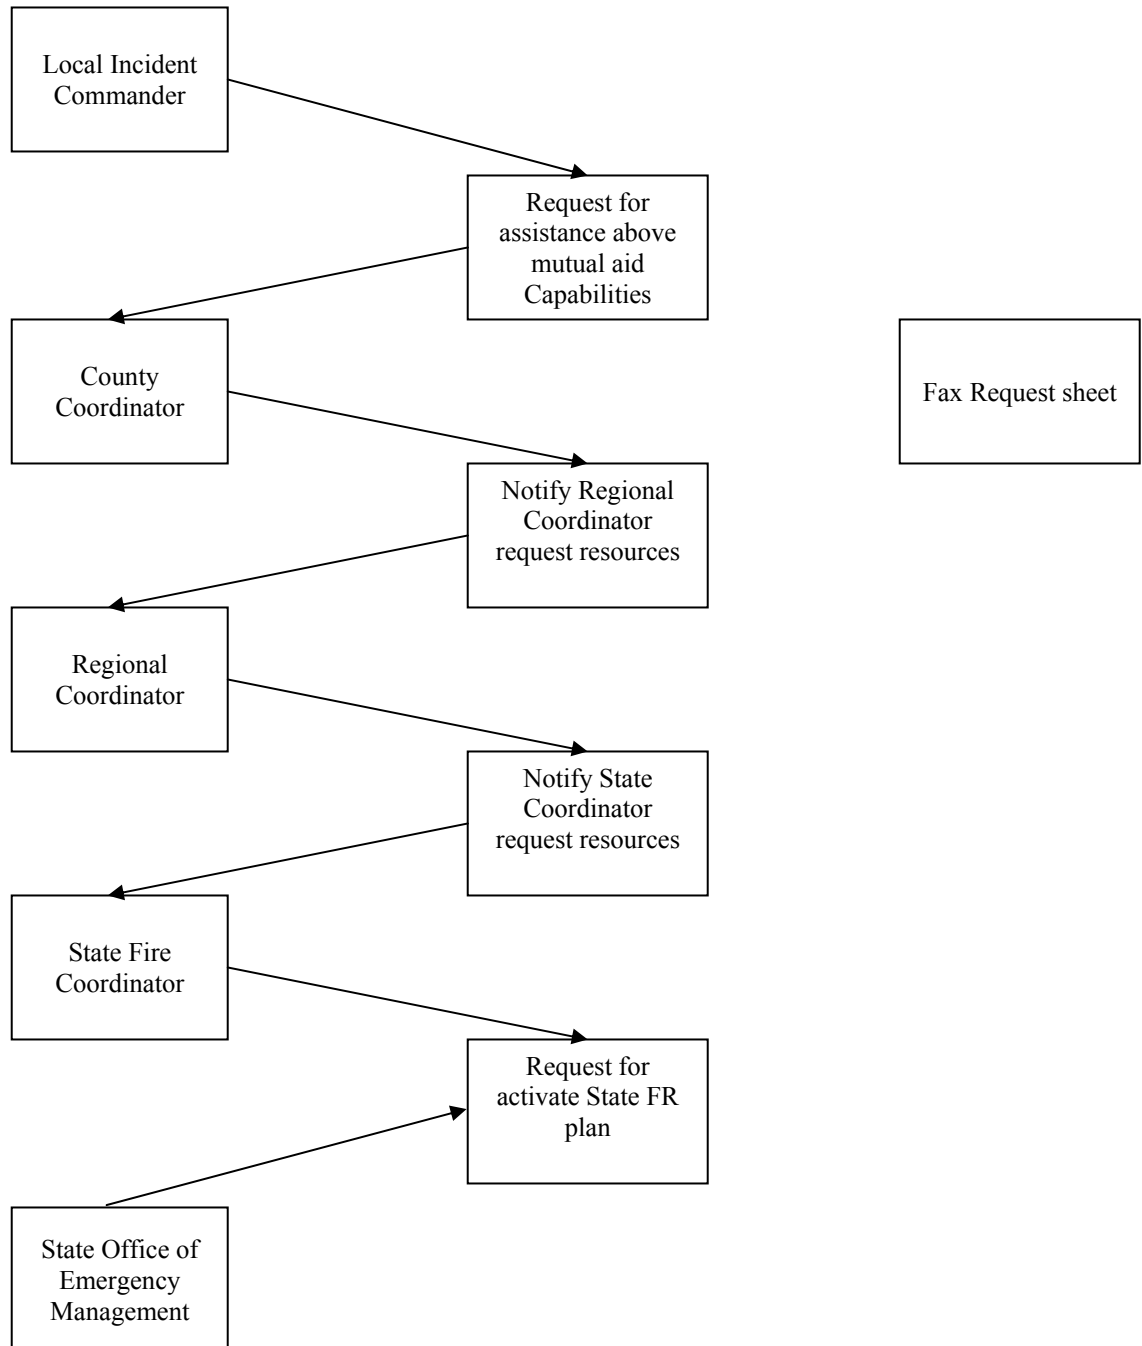 Local Incident
Commander
Request for
assistance above
mutual aid
Capabilities
County
Coordinator
Fax Request sheet
Notify Regional
Coordinator
request resources
Regional
Coordinator
Notify State
Coordinator
request resources
State Fire
Coordinator
Request for
activate State FR
plan
State Office of
Emergency
Management